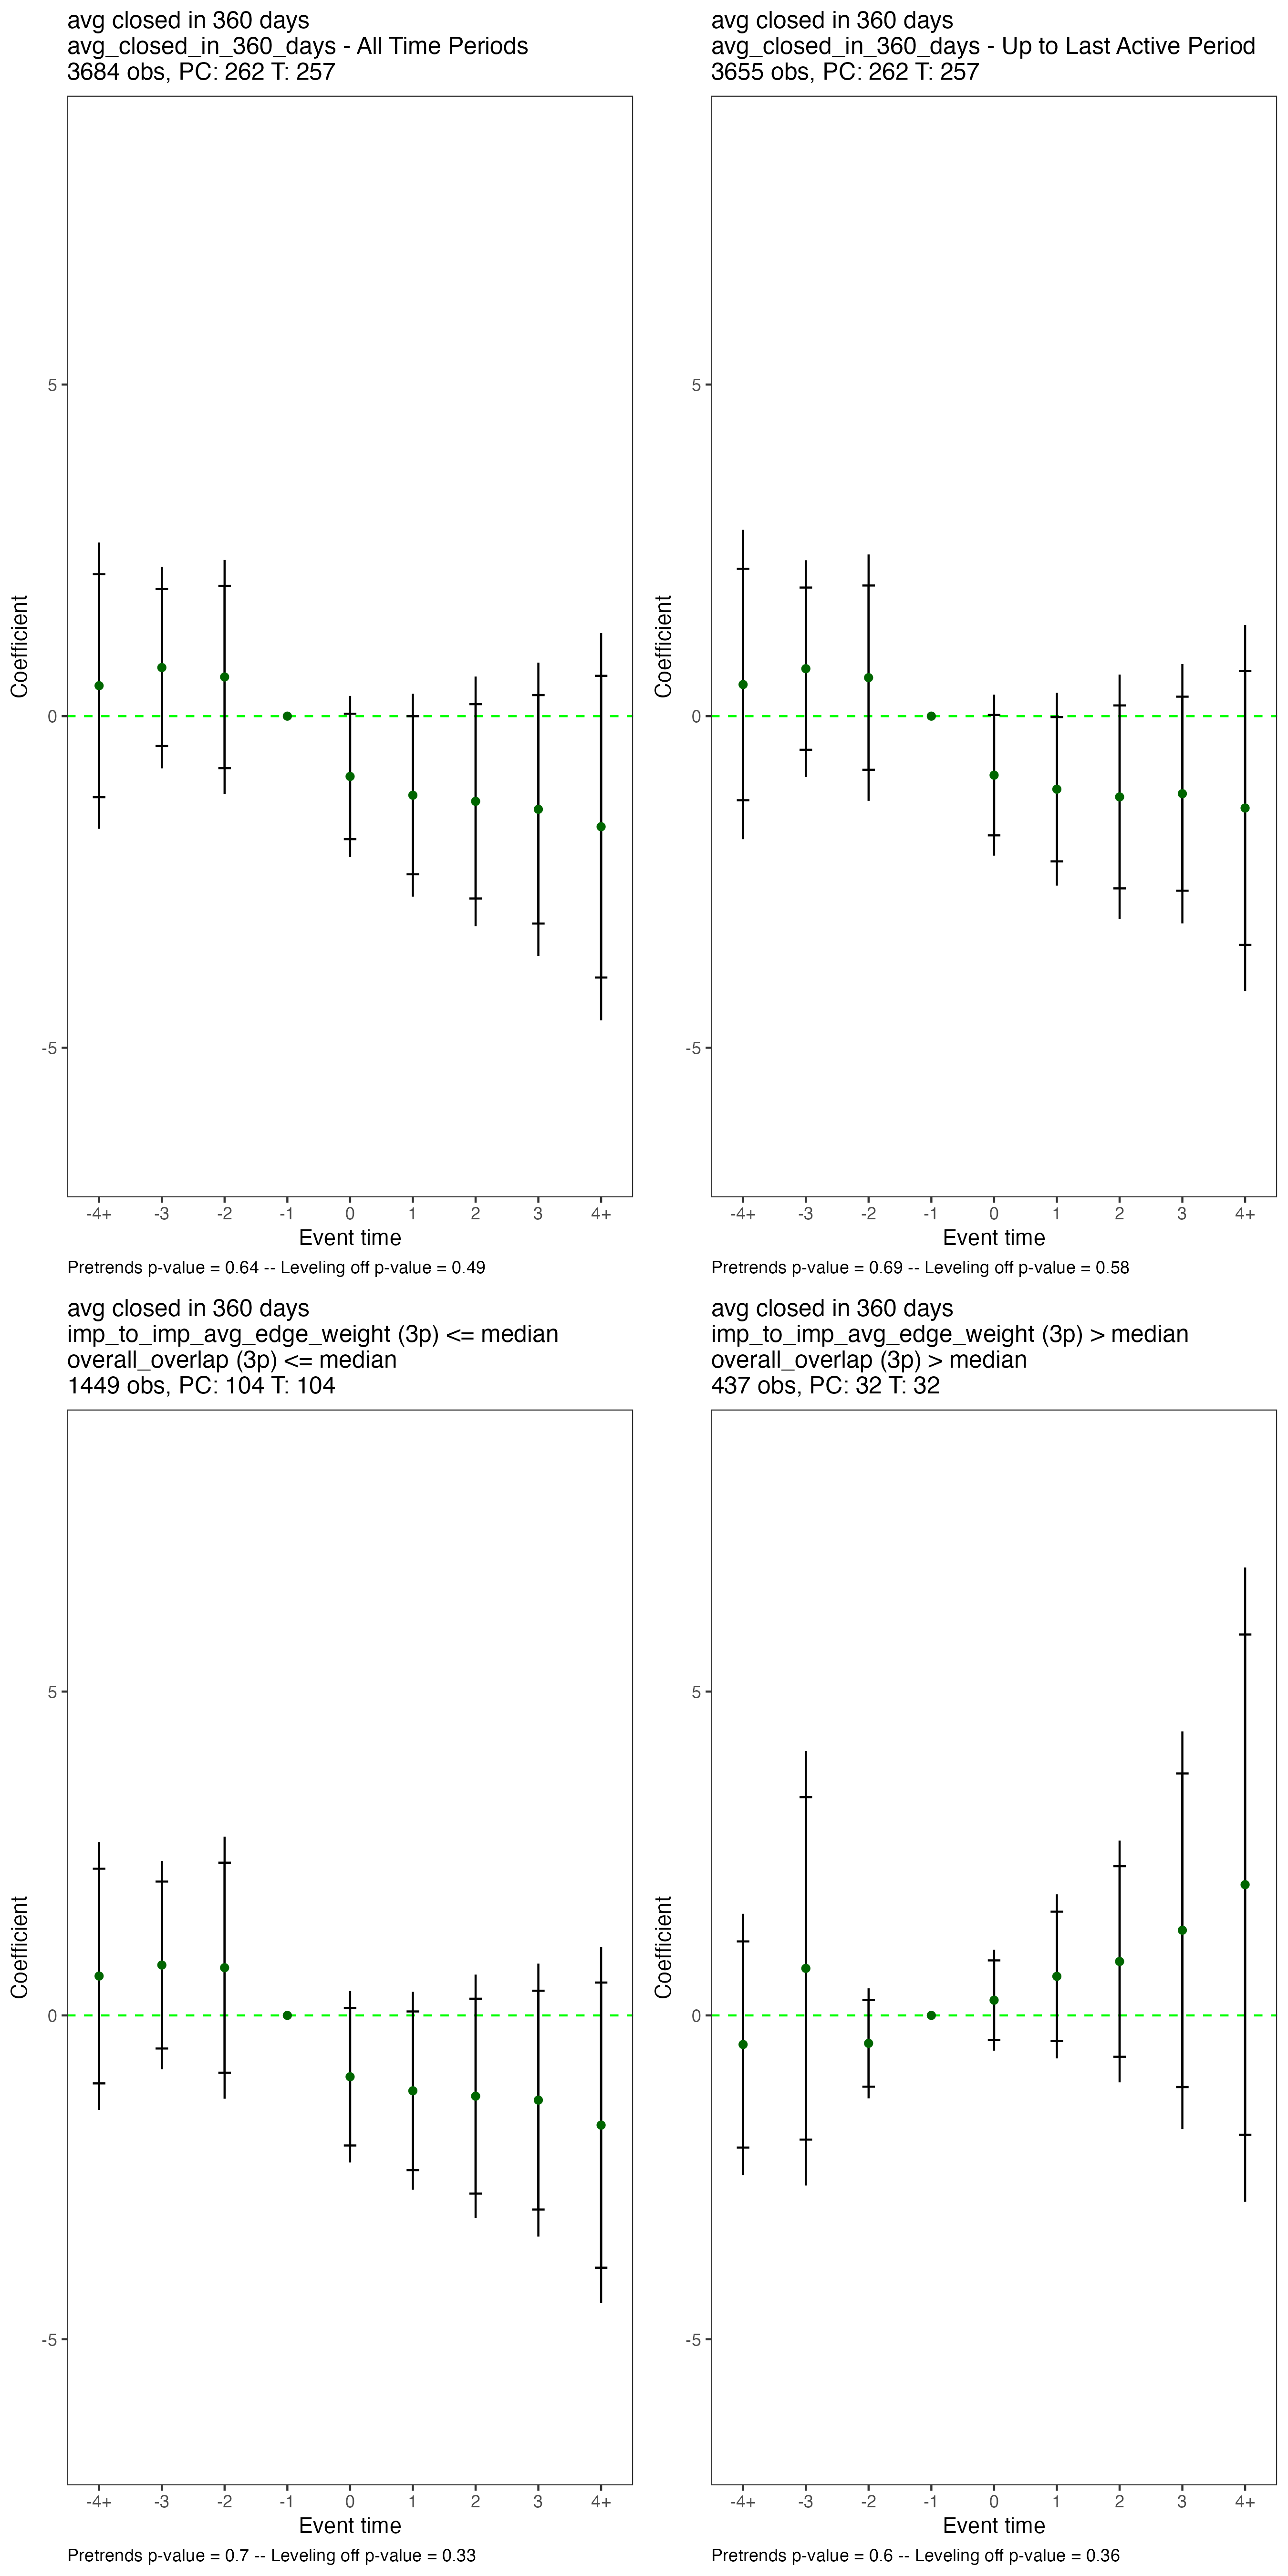 avg closed in 360 days
avg_closed_in_360_days - All Time Periods
3684 obs, PC: 262 T: 257
5
0
-5
Coefficient
-4+ -3 -2 -1 0 1 2 3 4+
Event time
Pretrends p-value = 0.64 -- Leveling off p-value = 0.49
avg closed in 360 days
avg_closed_in_360_days - Up to Last Active Period
3655 obs, PC: 262 T: 257
5
0
-5
Coefficient
-4+ -3 -2 -1 0 1 2 3 4+
Event time
Pretrends p-value = 0.69 -- Leveling off p-value = 0.58
avg closed in 360 days
imp_to_imp_avg_edge_weight (3p) <= median
overall_overlap (3p) <= median
1449 obs, PC: 104 T: 104
5
0
-5
Coefficient
-4+ -3 -2 -1 0 1 2 3 4+
Event time
Pretrends p-value = 0.7 -- Leveling off p-value = 0.33
avg closed in 360 days
imp_to_imp_avg_edge_weight (3p) > median
overall_overlap (3p) > median
437 obs, PC: 32 T: 32
5
0
-5
Coefficient
-4+ -3 -2 -1 0 1 2 3 4+
Event time
Pretrends p-value = 0.6 -- Leveling off p-value = 0.36